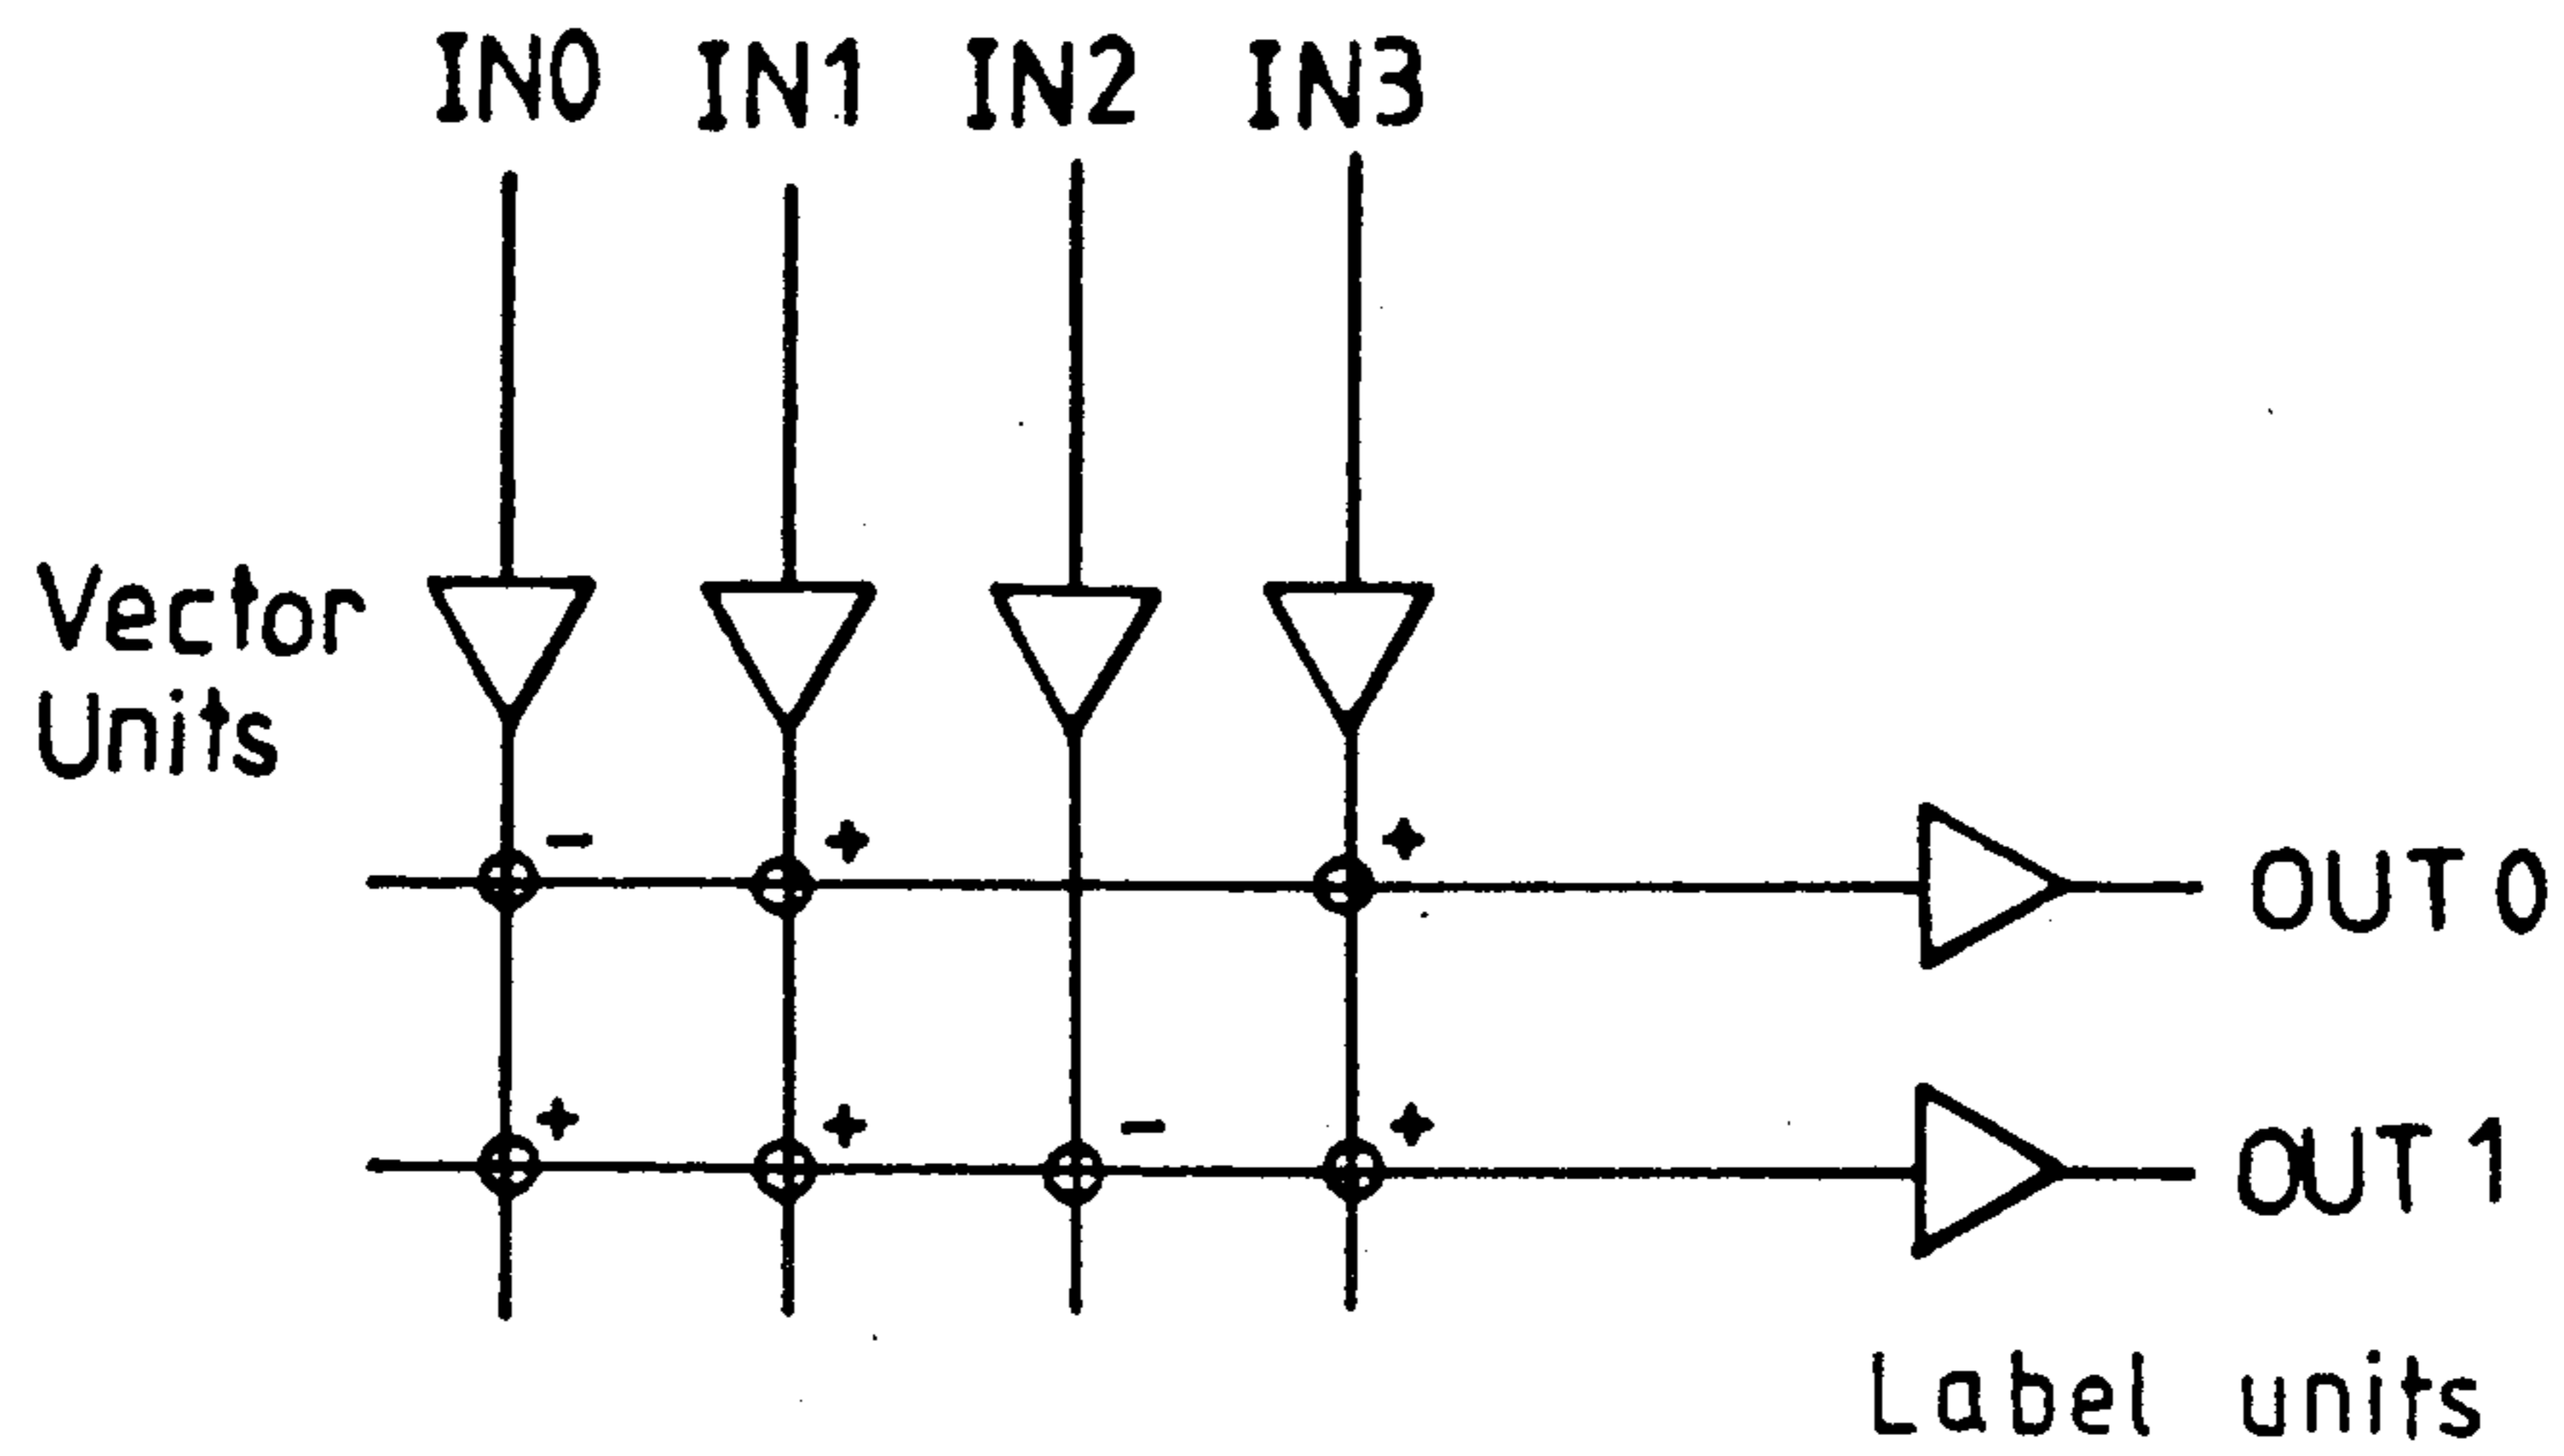 IN0 IN1 IN2 IN3
Vector
Units
- + +
OUT 0
+ + - +
OUT 1
Label units